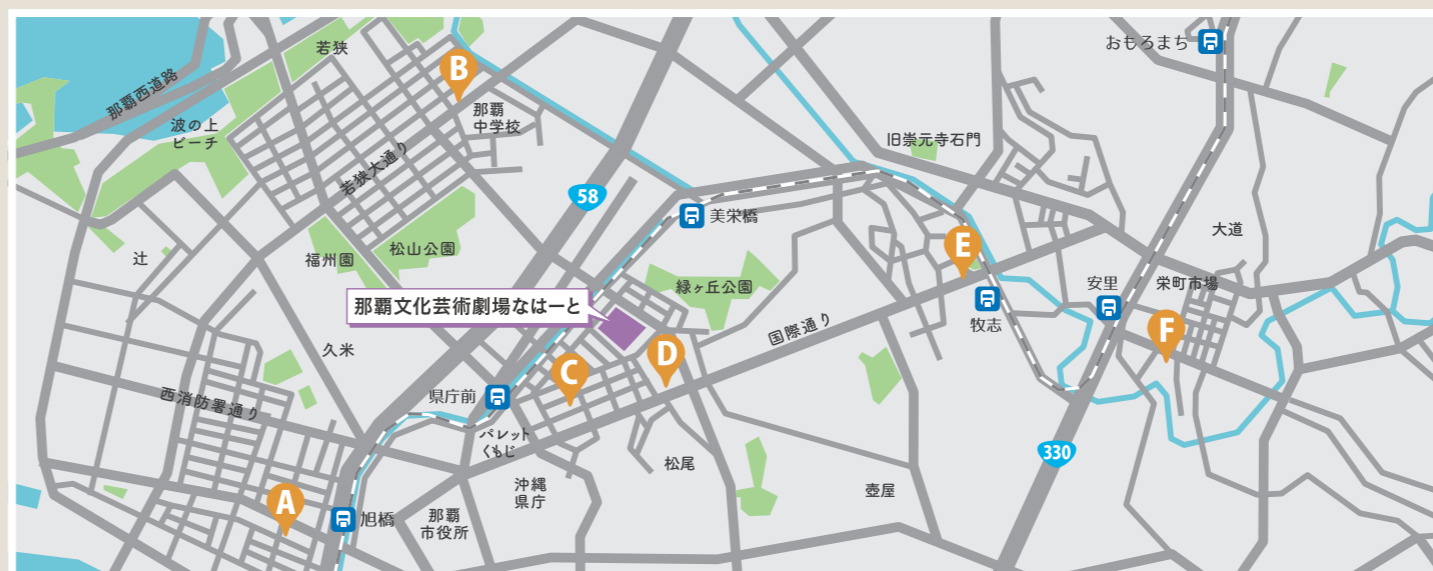 若狭
那覇西道路
波の上
ビーチ
B
那覇
中学校
若狭大通り
おもろまち
旧崇元寺石門
58
美栄橋
大道
辻
福州園
松山公園
緑ヶ丘公園
E
安里
栄町市場
那覇文化芸術劇場なはーと
国際通り
牧志
F
久米
D
C
県庁前
西消防署通り
パレット
くもじ
松尾
沖縄
県庁
330
壺屋
A
旭橋
那覇
市役所